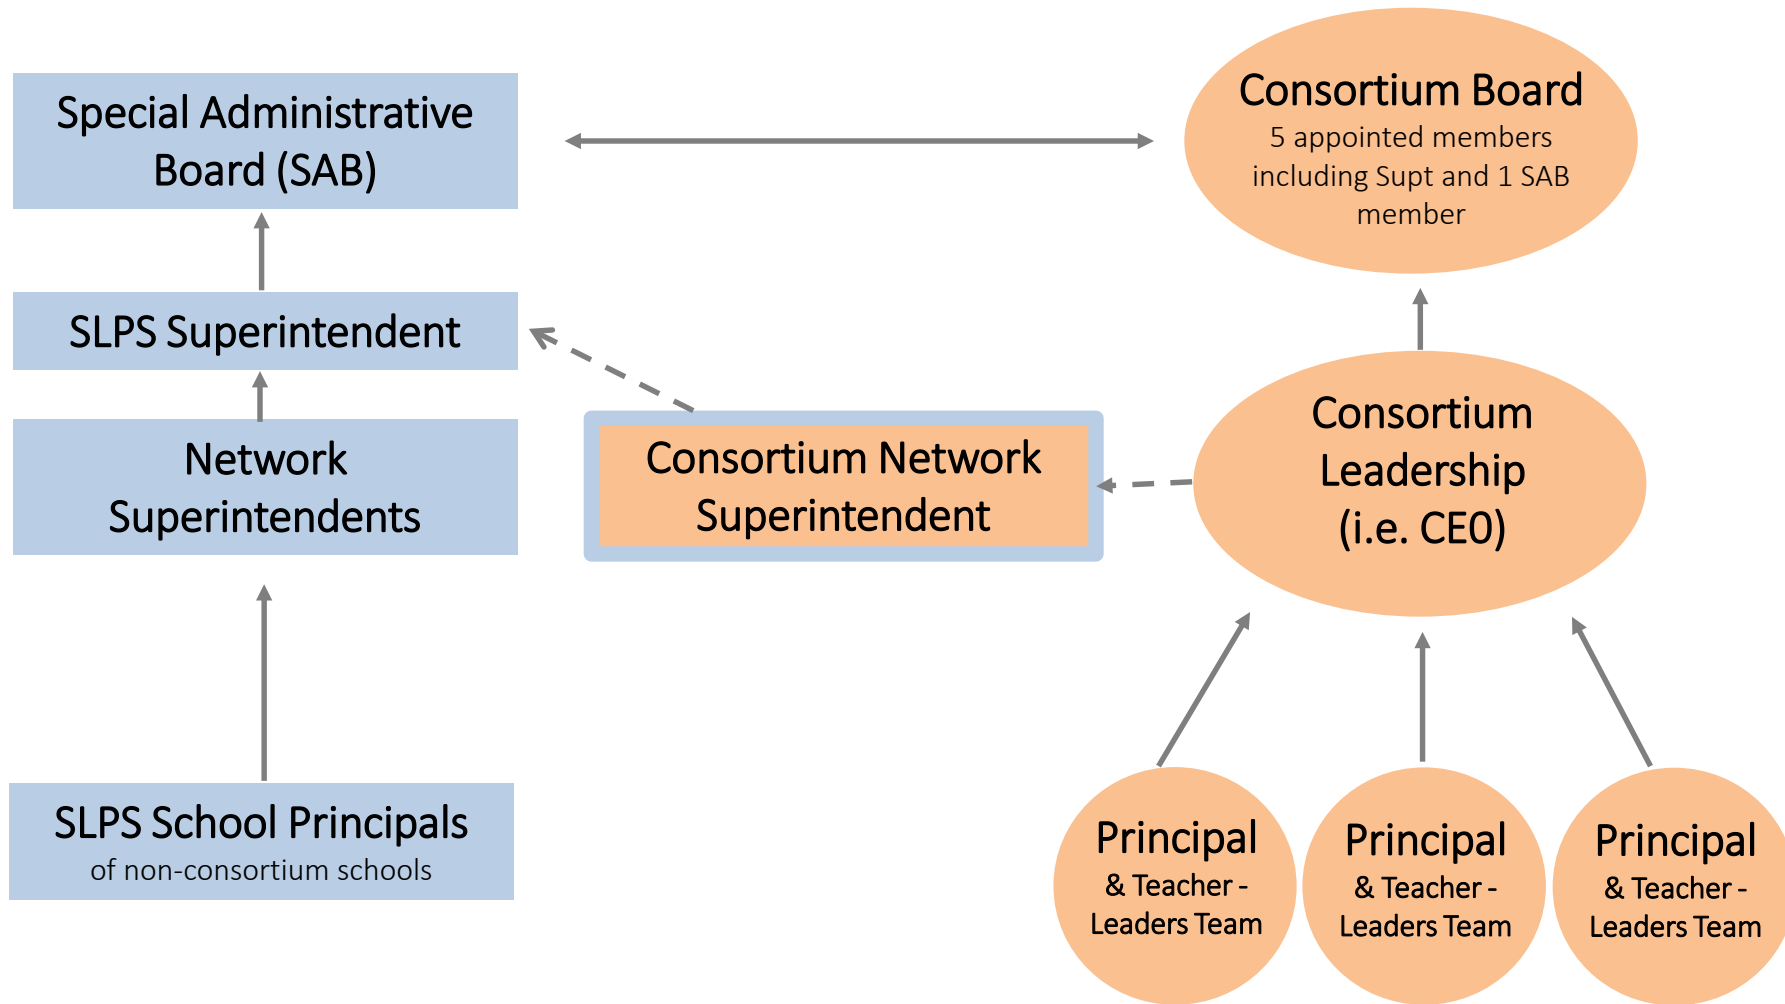 Special Administrative
Board (SAB)
Consortium Board
5 appointed members
including Supt and 1 SAB
member
SLPS Superintendent
Network
Superintendents
Consortium Network
Superintendent
Consortium
Leadership
(i.e. CE0)
SLPS School Principals
of non-consortium schools
Principal
& Teacher -
Leaders Team
Principal
& Teacher -
Leaders Team
Principal
& Teacher -
Leaders Team